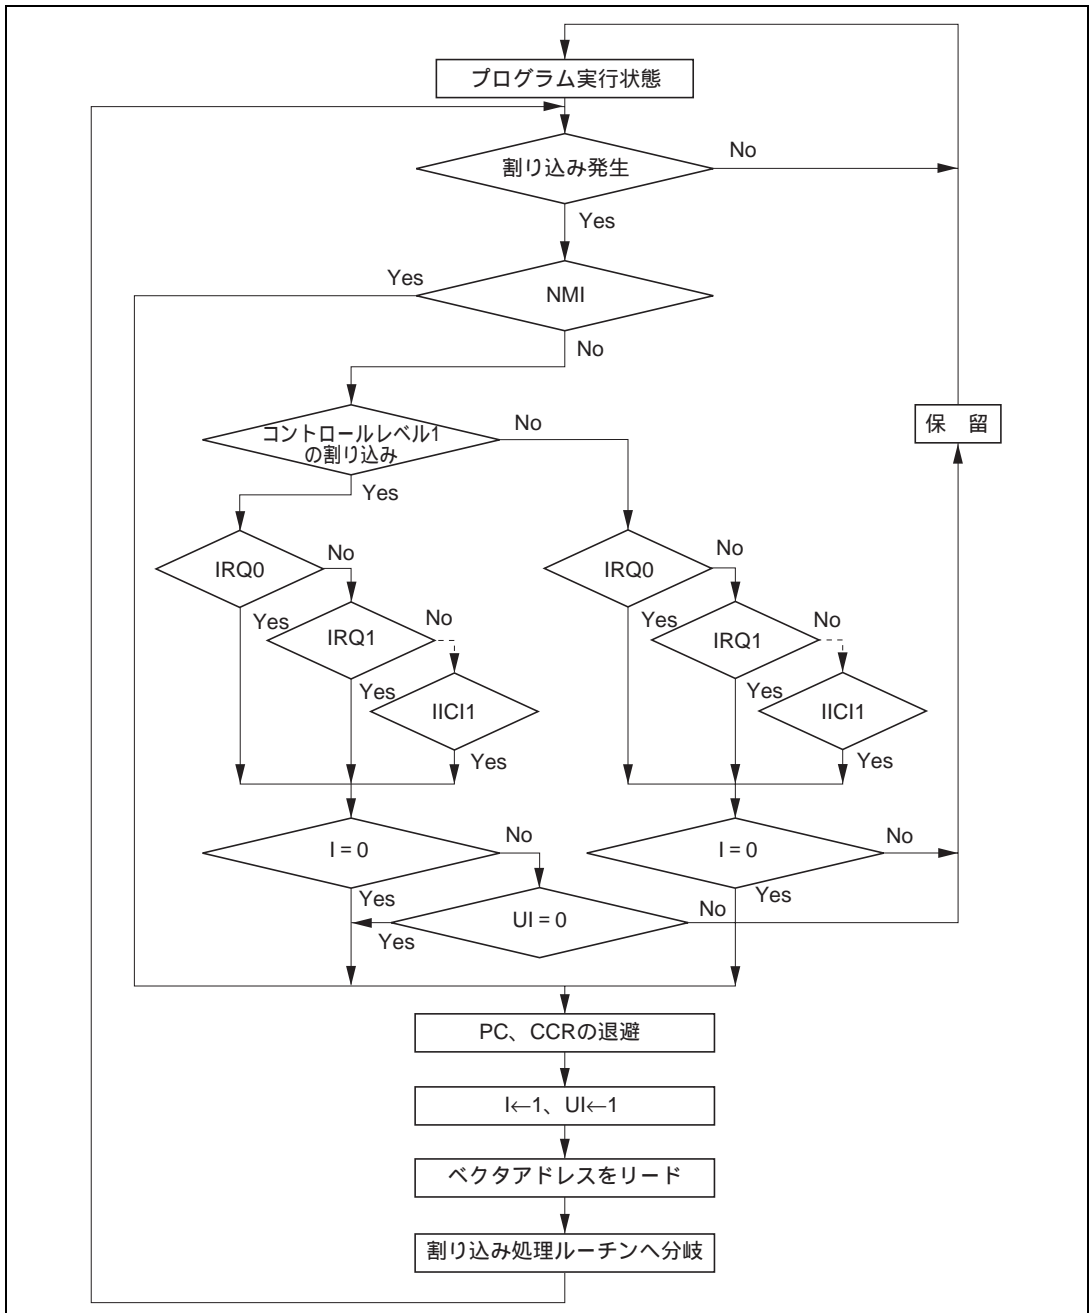 プログラム実行状態
割り込み発生
No
Yes
Yes
NMI
No
コントロールレベル1
の割り込み
No
保 留
Yes
IRQ0
No
IRQ0
No
Yes
IRQ1
No
Yes
IRQ1
No
Yes
IICI1
Yes
IICI1
Yes
Yes
I = 0
No
I = 0
No
Yes
Yes
UI = 0
No
Yes
PC、CCRの退避
I←1、UI←1
ベクタアドレスをリード
割り込み処理ルーチンへ分岐